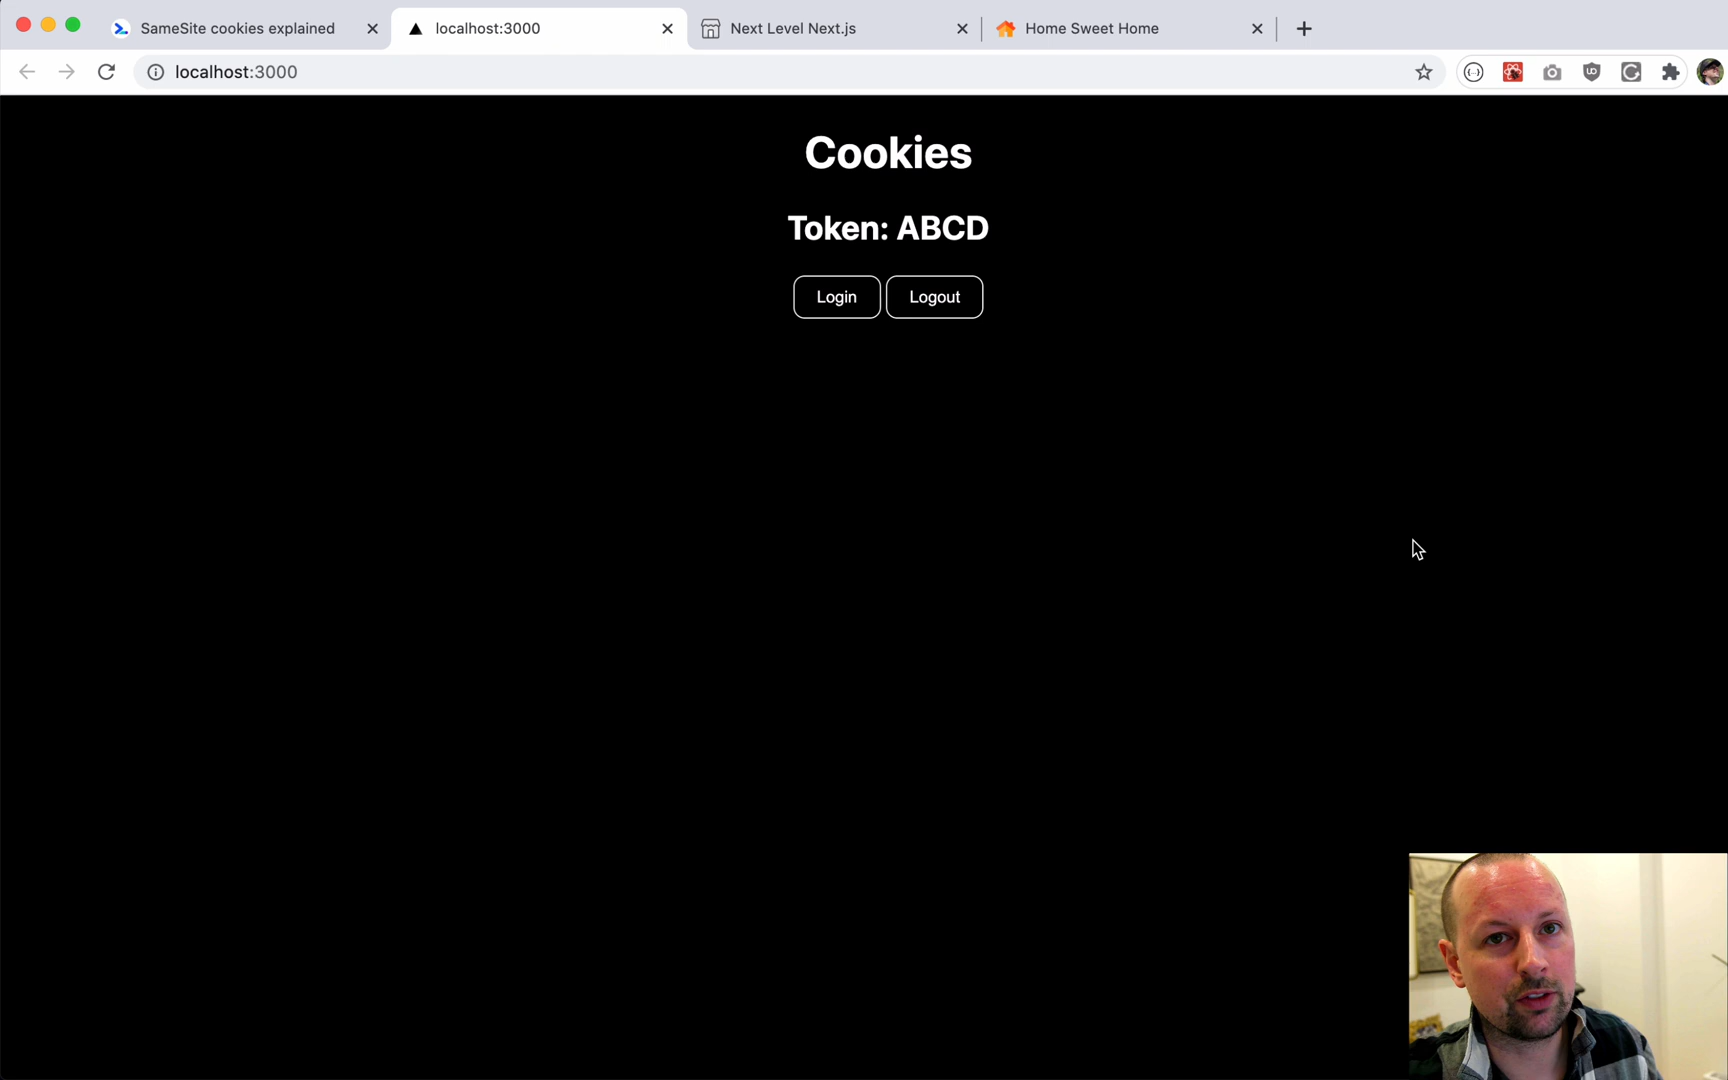 SameSite cookies explained
localhost:3000
Next Level Next.js
Home Sweet Home
localhost:3000
Cookies
Token: ABCD
Login
Logout